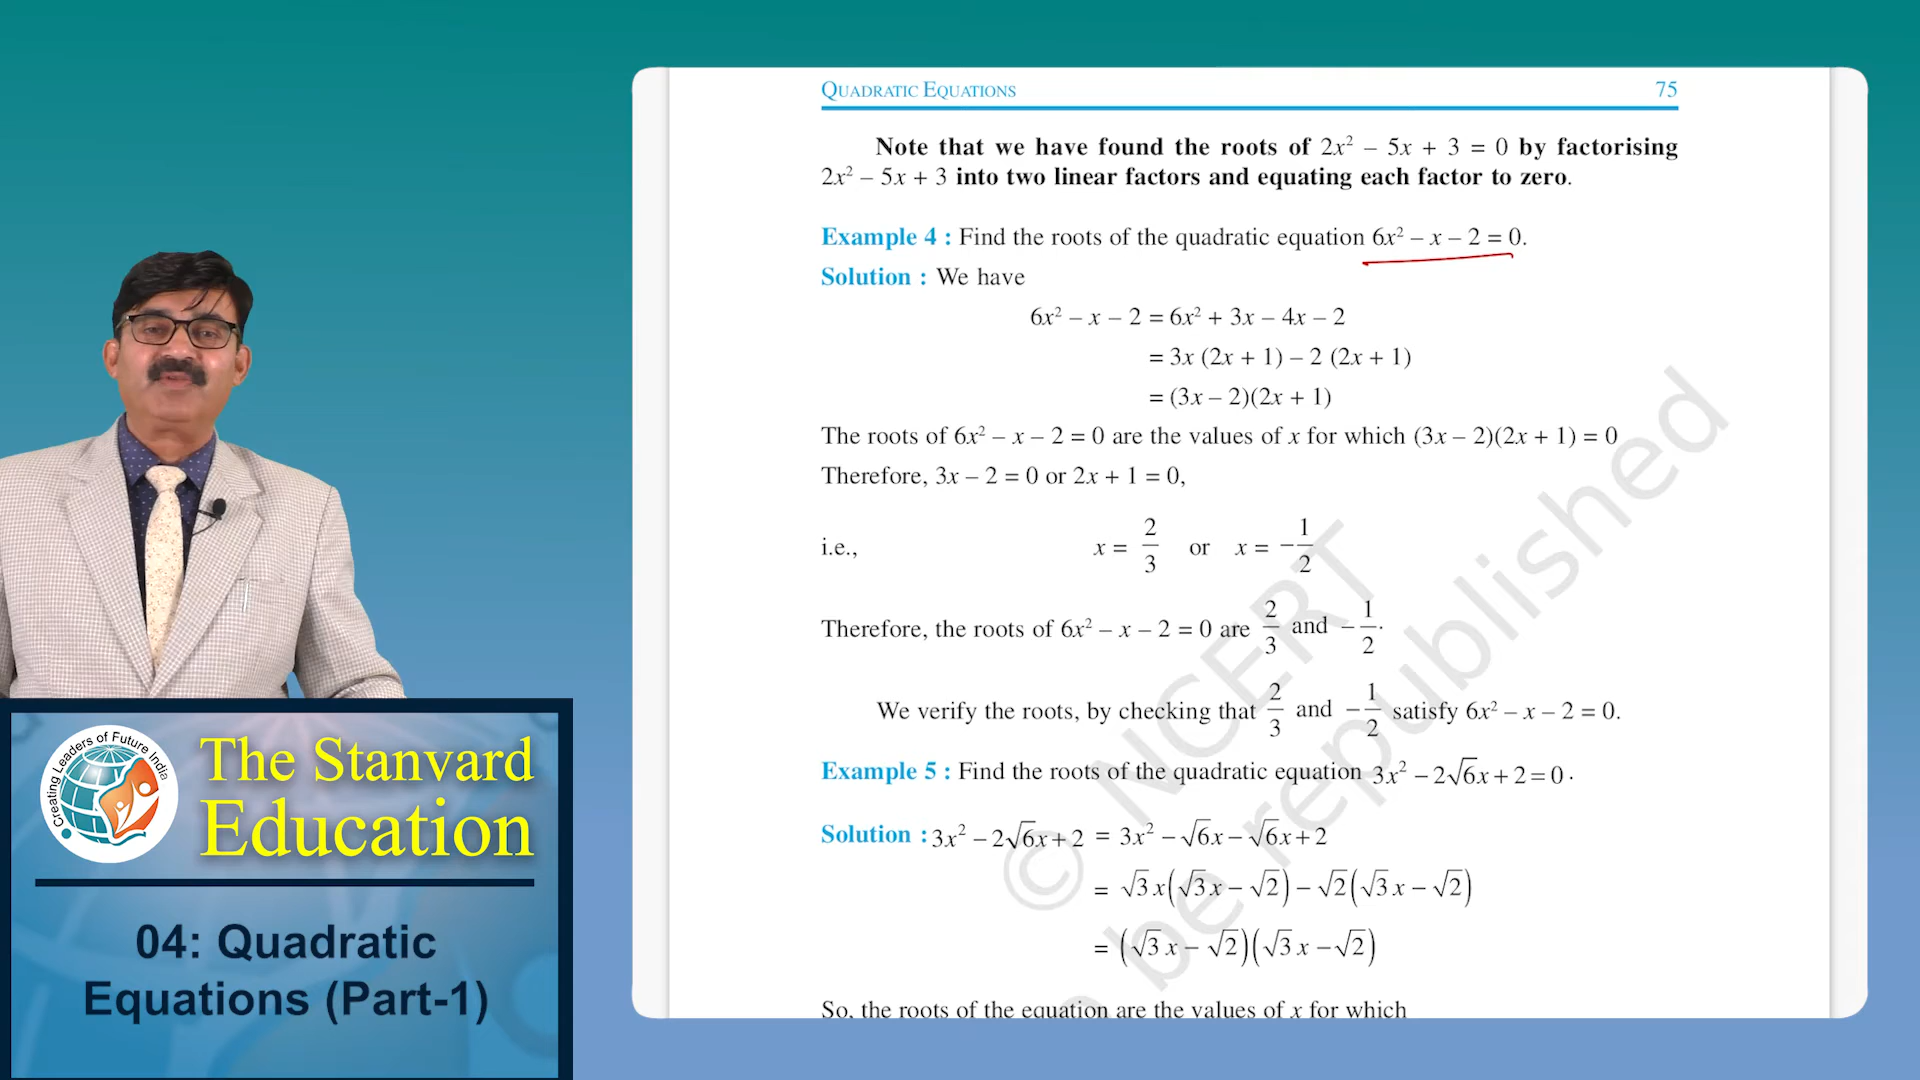 QUADRATIC EQUATIONS 75
Note that we have found the roots of 2x² – 5x + 3 = 0 by factorising
2x² – 5x + 3 into two linear factors and equating each factor to zero.
Example 4 : Find the roots of the quadratic equation 6x² – x – 2 = 0.
Solution : We have
6x² – x – 2 = 6x² + 3x – 4x – 2
= 3x (2x + 1) – 2 (2x + 1)
= (3x – 2)(2x + 1)
The roots of 6x² – x – 2 = 0 are the values of x for which (3x – 2)(2x + 1) = 0
Therefore, 3x – 2 = 0 or 2x + 1 = 0,
i.e., x = 2/3 or x = –1/2
Therefore, the roots of 6x² – x – 2 = 0 are 2/3 and –1/2.
We verify the roots, by checking that 2/3 and –1/2 satisfy 6x² – x – 2 = 0.
Example 5 : Find the roots of the quadratic equation 3x² – 2√6x + 2 = 0.
Solution : 3x² – 2√6x + 2 = 3x² – √6x – √6x + 2
= √3x(√3x – √2) – √2(√3x – √2)
= (√3x – √2)(√3x – √2)
So, the roots of the equation are the values of x for which
© NCERT
be republished
Creating Leaders of Future India
The Stanvard
Education
04: Quadratic
Equations (Part-1)